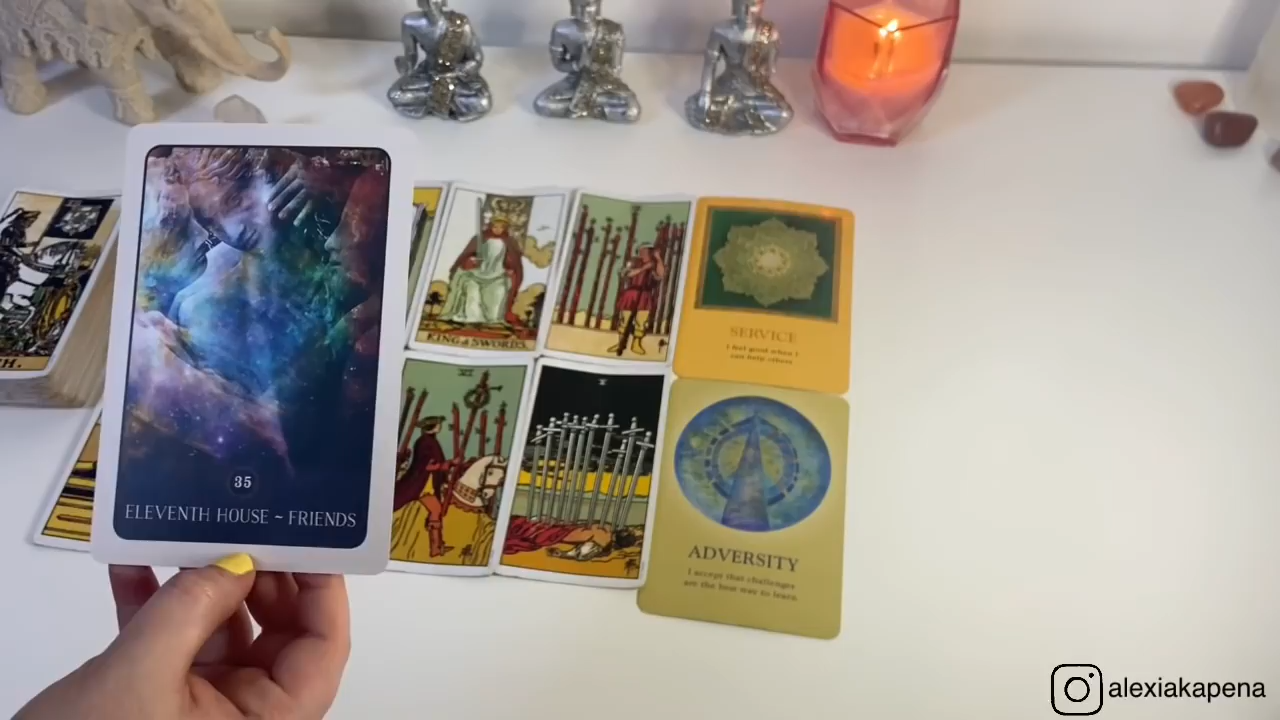 KING of SWORDS.
SERVICE
I feel good when I
can help others.
VI
X
35
ELEVENTH HOUSE ~ FRIENDS
ADVERSITY
I accept that challenges
are the best way to learn.
alexiakapena